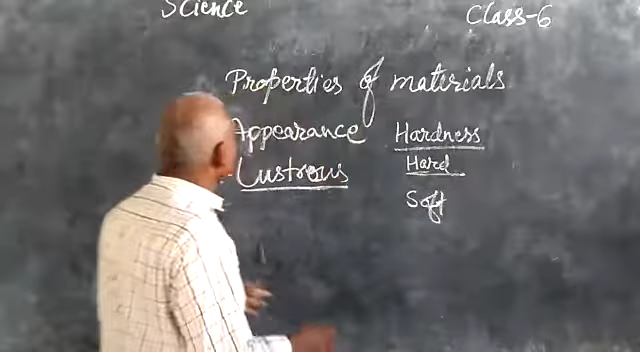 Science Class-6
Properties of materials
Appearance Hardness
Lustrous Hard
Soft